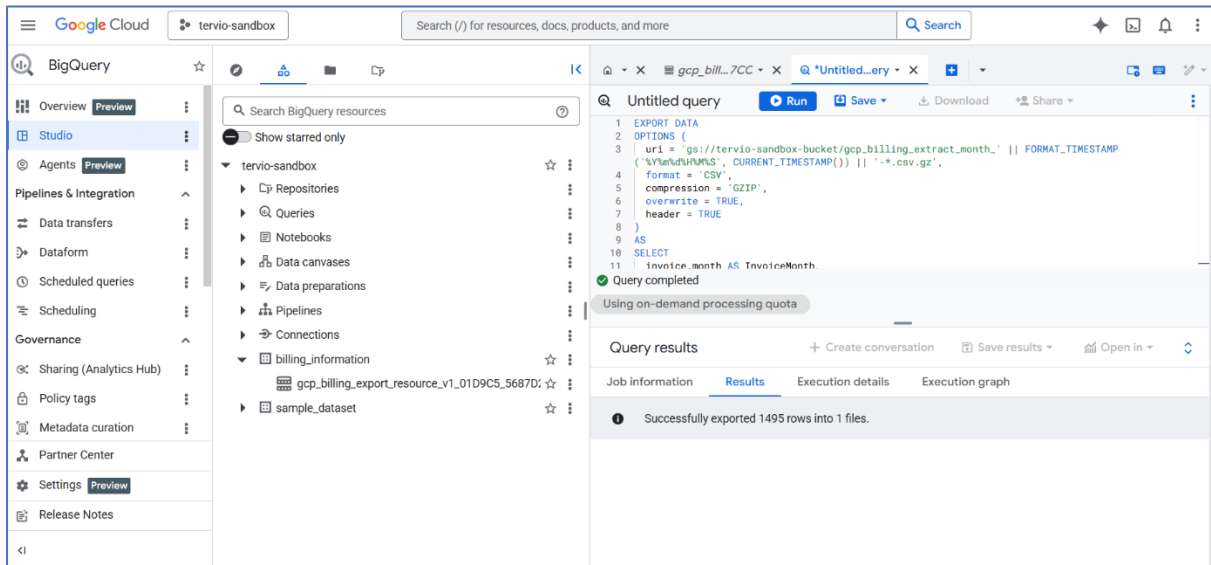 Google Cloud
tervio-sandbox
Search (/) for resources, docs, products, and more
Search
BigQuery
Overview Preview
Studio
Agents Preview
Pipelines & Integration
Data transfers
Dataform
Scheduled queries
Scheduling
Governance
Sharing (Analytics Hub)
Policy tags
Metadata curation
Partner Center
Settings Preview
Release Notes
Search BigQuery resources
Show starred only
tervio-sandbox
Repositories
Queries
Notebooks
Data canvases
Data preparations
Pipelines
Connections
billing_information
gcp_billing_export_resource_v1_01D9C5_5687D
sample_dataset
gcp_bill...7CC
*Untitled...ery
Untitled query
Run
Save
Download
Share
1 EXPORT DATA
2 OPTIONS (
3 uri = 'gs://tervio-sandbox-bucket/gcp_billing_extract_month_' || FORMAT_TIMESTAMP
('%Y%m%d%H%M%S', CURRENT_TIMESTAMP()) || '-*.csv.gz',
4 format = 'CSV',
5 compression = 'GZIP',
6 overwrite = TRUE,
7 header = TRUE
8 )
9 AS
10 SELECT
11 invoice.month AS InvoiceMonth,
Query completed
Using on-demand processing quota
Query results
Create conversation
Save results
Open in
Job information
Results
Execution details
Execution graph
Successfully exported 1495 rows into 1 files.